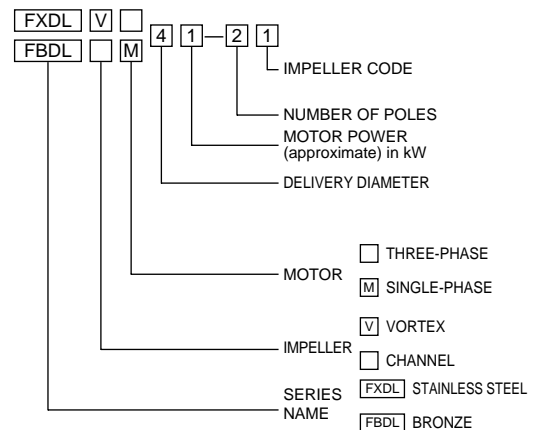 FXDL V
FBDL M 4 1 — 2 1
IMPELLER CODE
NUMBER OF POLES
MOTOR POWER
(approximate) in kW
DELIVERY DIAMETER
THREE-PHASE
MOTOR
M SINGLE-PHASE
V VORTEX
IMPELLER
CHANNEL
SERIES
NAME
FXDL STAINLESS STEEL
FBDL BRONZE